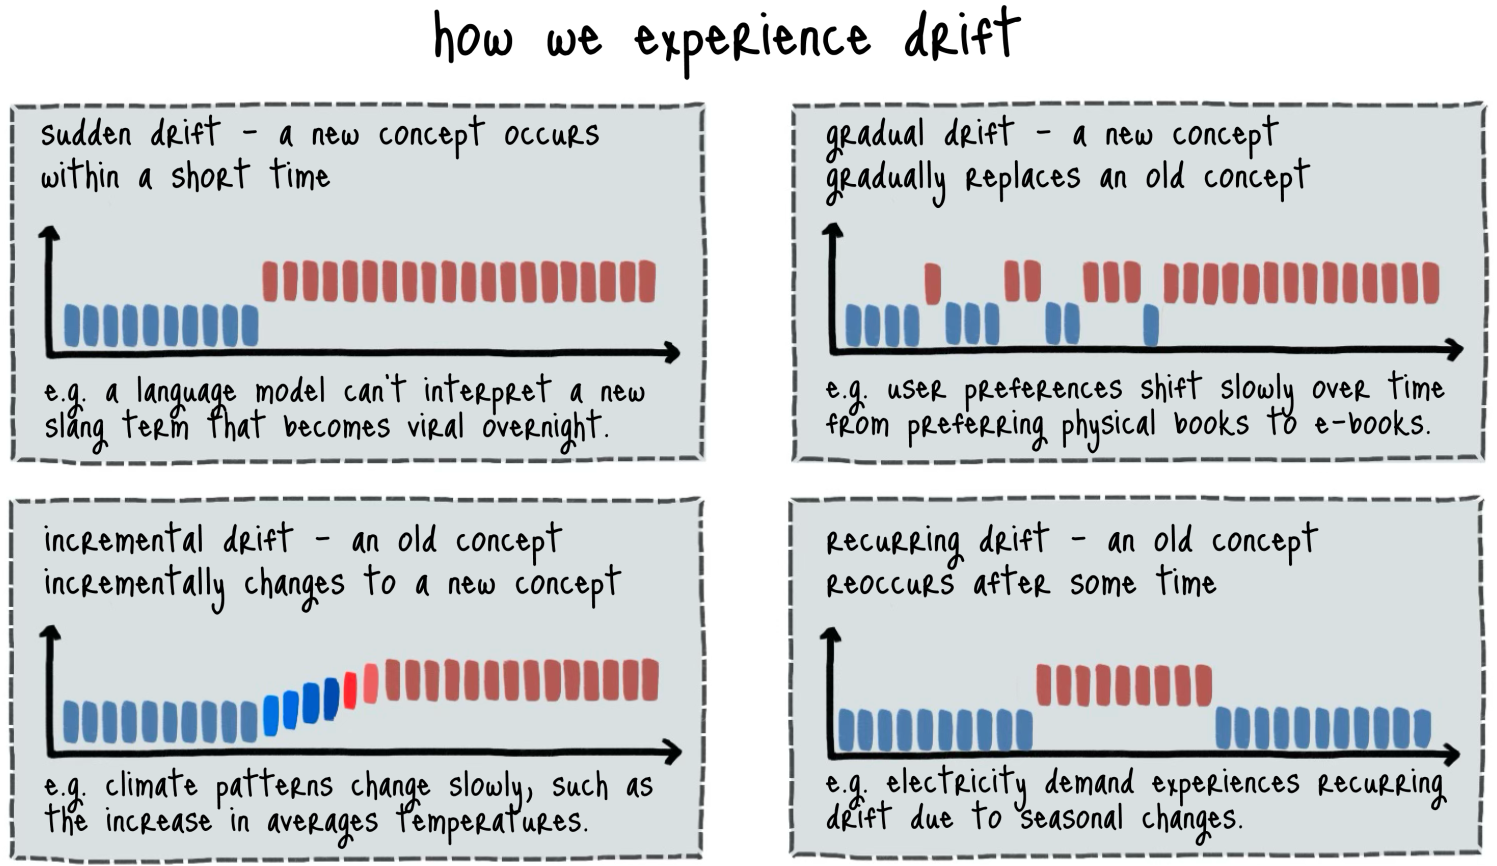 how we experience drift
sudden drift - a new concept occurs
within a short time
e.g. a language model can't interpret a new
slang term that becomes viral overnight.
gradual drift - a new concept
gradually replaces an old concept
e.g. user preferences shift slowly over time
from preferring physical books to e-books.
incremental drift - an old concept
incrementally changes to a new concept
e.g. climate patterns change slowly, such as
the increase in averages temperatures.
recurring drift - an old concept
reoccurs after some time
e.g. electricity demand experiences recurring
drift due to seasonal changes.